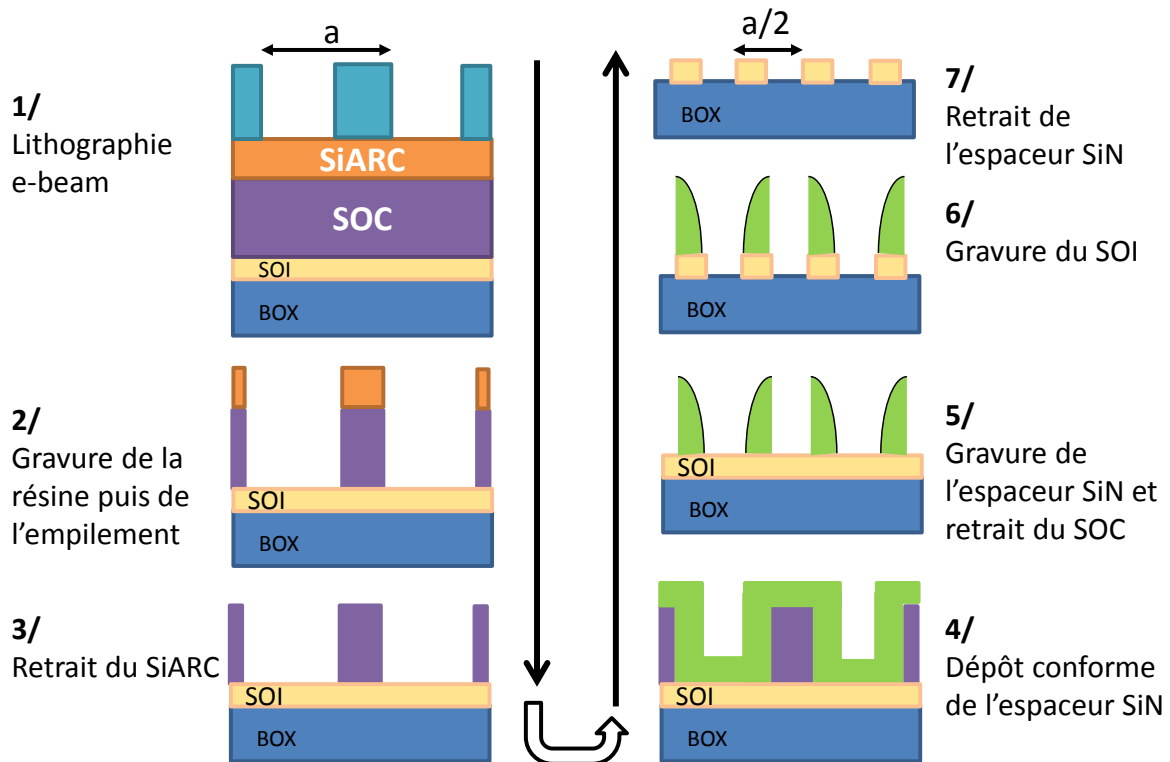 a
1/
Lithographie
e-beam
SiARC
SOC
SOI
BOX
2/
Gravure de la
résine puis de
l’empilement
SOI
BOX
3/
Retrait du SiARC
SOI
BOX
4/
Dépôt conforme
de l’espaceur SiN
SOI
BOX
5/
Gravure de
l’espaceur SiN et
retrait du SOC
SOI
BOX
6/
Gravure du SOI
BOX
a/2
7/
Retrait de
l’espaceur SiN
BOX